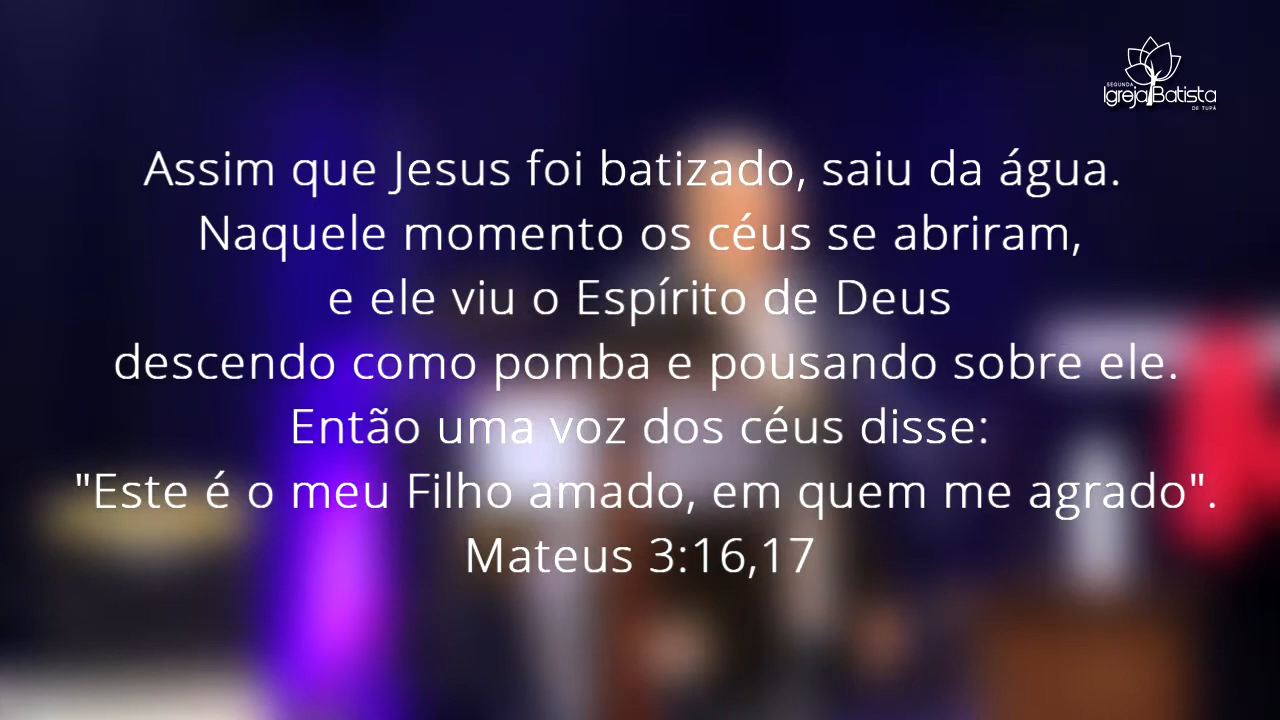 SEGUNDA
Igreja Batista
DE TUPÃ
Assim que Jesus foi batizado, saiu da água.
Naquele momento os céus se abriram,
e ele viu o Espírito de Deus
descendo como pomba e pousando sobre ele.
Então uma voz dos céus disse:
"Este é o meu Filho amado, em quem me agrado".
Mateus 3:16,17